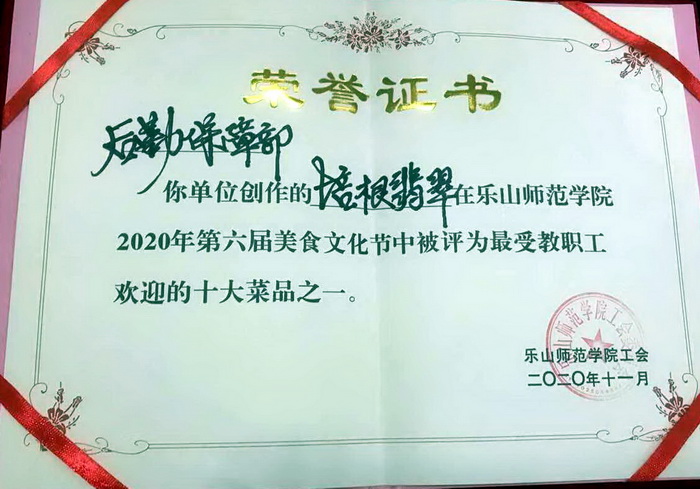 荣誉证书
后勤保障部
你单位创作的培根翡翠在乐山师范学院
2020年第六届美食文化节中被评为最受教职工
欢迎的十大菜品之一。
乐山师范学院工会
二〇二〇年十一月